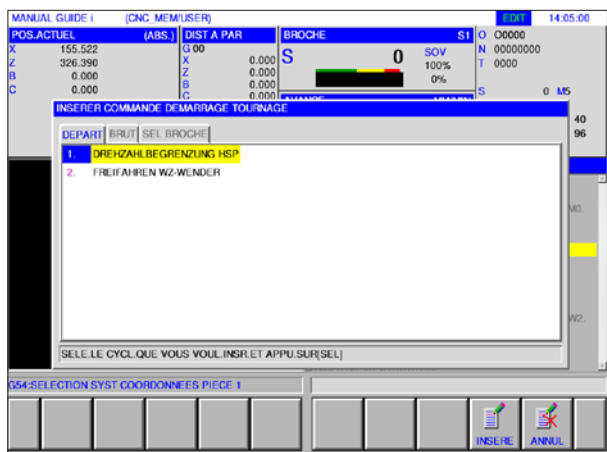 MANUAL GUIDE i (CNC_MEM/USER) EDIT 14:05:00
POS.ACTUEL (ABS.) DIST A PAR BROCHE S1 O O0000
X 155.522 G 00 S 0 SOV N 00000000
Z 326.390 X 0.000 100% T 0000
B 0.000 Z 0.000 0%
C 0.000 B 0.000 S 0 M5
C 0.000
INSERER COMMANDE DEMARRAGE TOURNAGE
40
DEPART BRUT SEL BROCHE 96
1. DREHZAHLBEGRENZUNG HSP
2. FREIFAHREN WZ-WENDER
M0.
W2.
SELE.LE CYCL.QUE VOUS VOUL.INSR.ET APPU.SUR[SEL]
G54:SELECTION SYST COORDONNEES PIECE 1
INSERE ANNUL